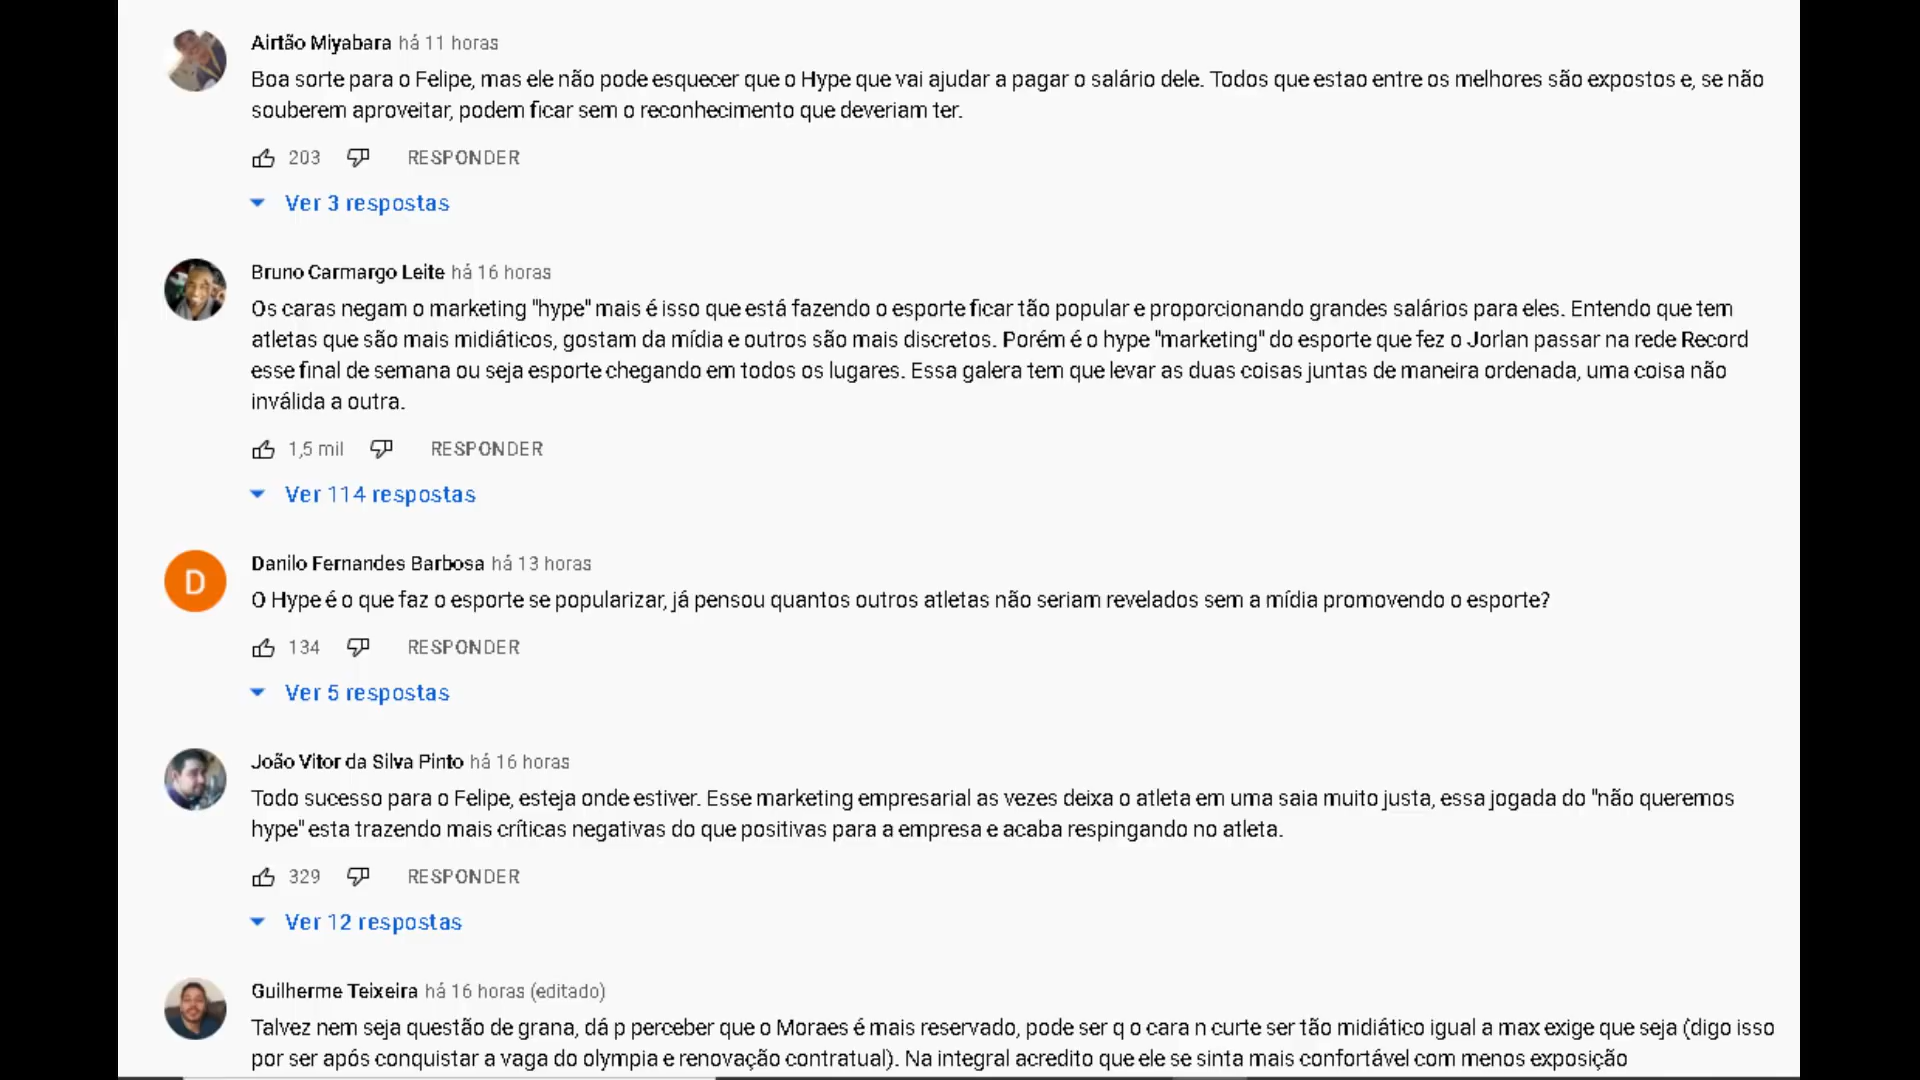 Airtão Miyabara há 11 horas
Boa sorte para o Felipe, mas ele não pode esquecer que o Hype que vai ajudar a pagar o salário dele. Todos que estao entre os melhores são expostos e, se não
souberem aproveitar, podem ficar sem o reconhecimento que deveriam ter.
203 RESPONDER
Ver 3 respostas
Bruno Carmargo Leite há 16 horas
Os caras negam o marketing "hype" mais é isso que está fazendo o esporte ficar tão popular e proporcionando grandes salários para eles. Entendo que tem
atletas que são mais midiáticos, gostam da mídia e outros são mais discretos. Porém é o hype "marketing" do esporte que fez o Jorlan passar na rede Record
esse final de semana ou seja esporte chegando em todos os lugares. Essa galera tem que levar as duas coisas juntas de maneira ordenada, uma coisa não
inválida a outra.
1,5 mil RESPONDER
Ver 114 respostas
D
Danilo Fernandes Barbosa há 13 horas
O Hype é o que faz o esporte se popularizar, já pensou quantos outros atletas não seriam revelados sem a mídia promovendo o esporte?
134 RESPONDER
Ver 5 respostas
João Vitor da Silva Pinto há 16 horas
Todo sucesso para o Felipe, esteja onde estiver. Esse marketing empresarial as vezes deixa o atleta em uma saia muito justa, essa jogada do "não queremos
hype" esta trazendo mais críticas negativas do que positivas para a empresa e acaba respingando no atleta.
329 RESPONDER
Ver 12 respostas
Guilherme Teixeira há 16 horas (editado)
Talvez nem seja questão de grana, dá p perceber que o Moraes é mais reservado, pode ser q o cara n curte ser tão midiático igual a max exige que seja (digo isso
por ser após conquistar a vaga do olympia e renovação contratual). Na integral acredito que ele se sinta mais confortável com menos exposição